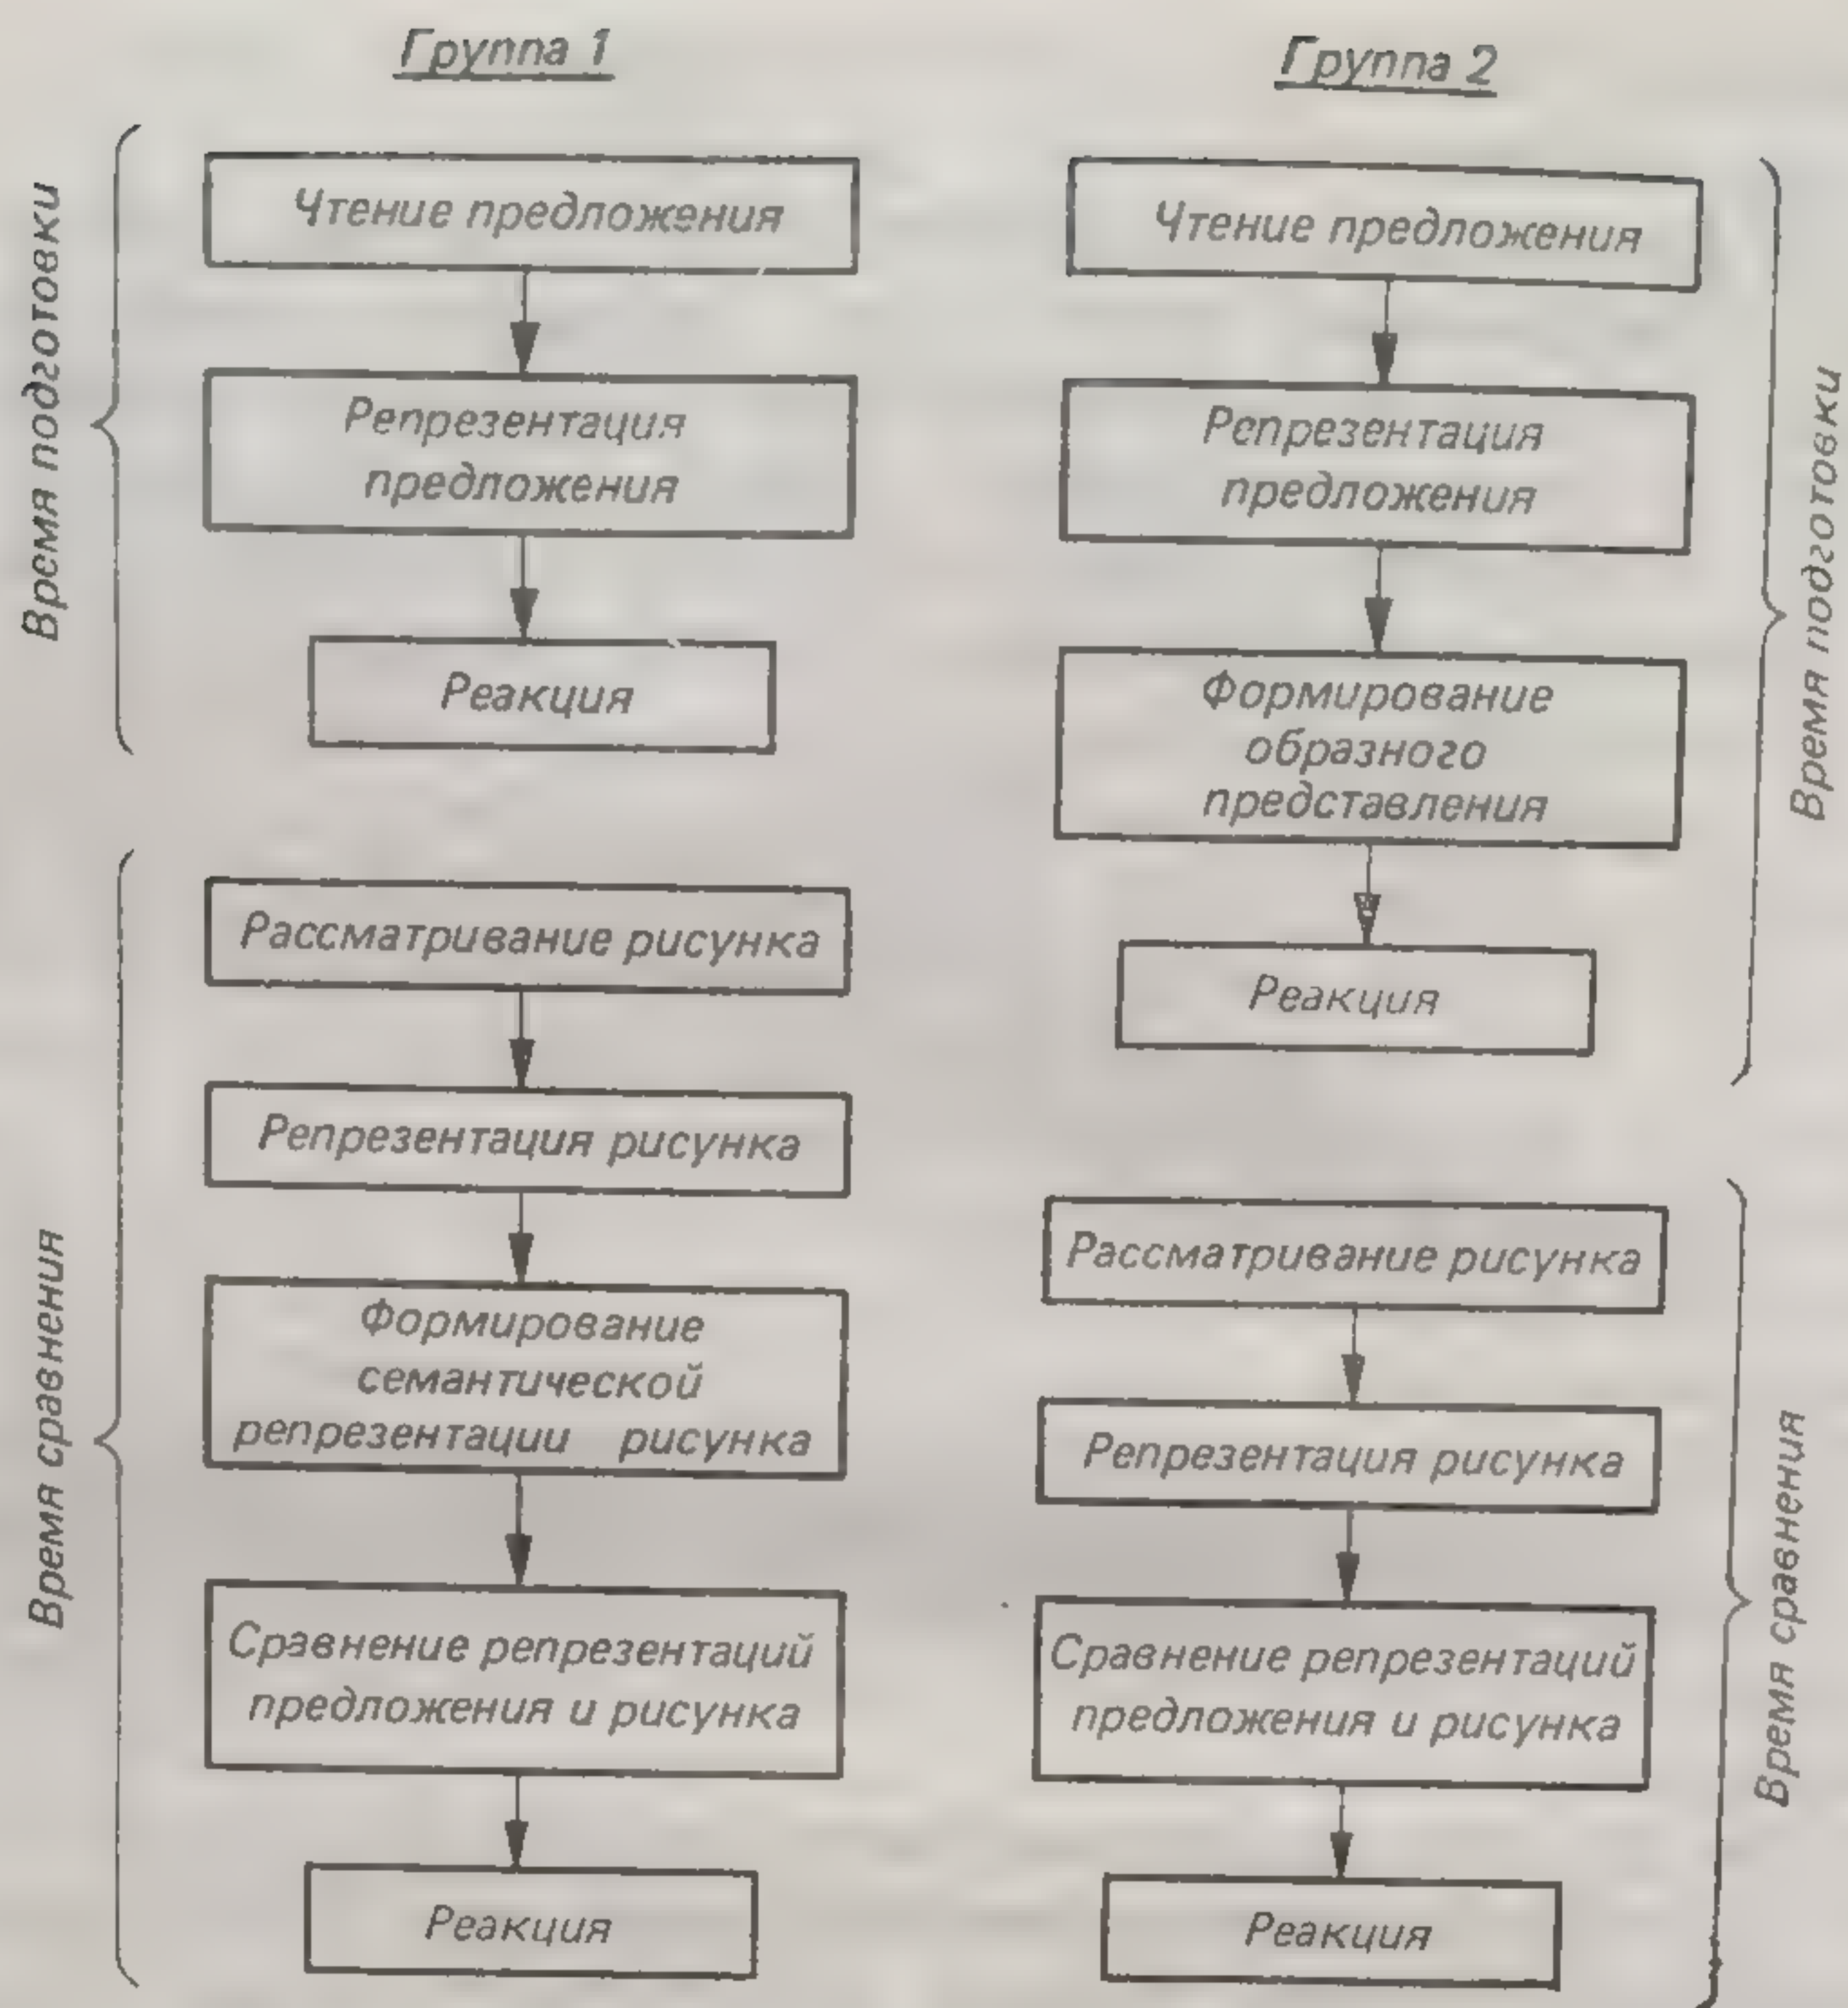 Группа 1
Время подготовки
Чтение предложения
Репрезентация
предложения
Реакция
Время сравнения
Рассматривание рисунка
Репрезентация рисунка
Формирование
семантической
репрезентации рисунка
Сравнение репрезентаций
предложения и рисунка
Реакция
Группа 2
Чтение предложения
Репрезентация
предложения
Формирование
образного
представления
Реакция
Время подготовки
Рассматривание рисунка
Репрезентация рисунка
Сравнение репрезентаций
предложения и рисунка
Реакция
Время сравнения